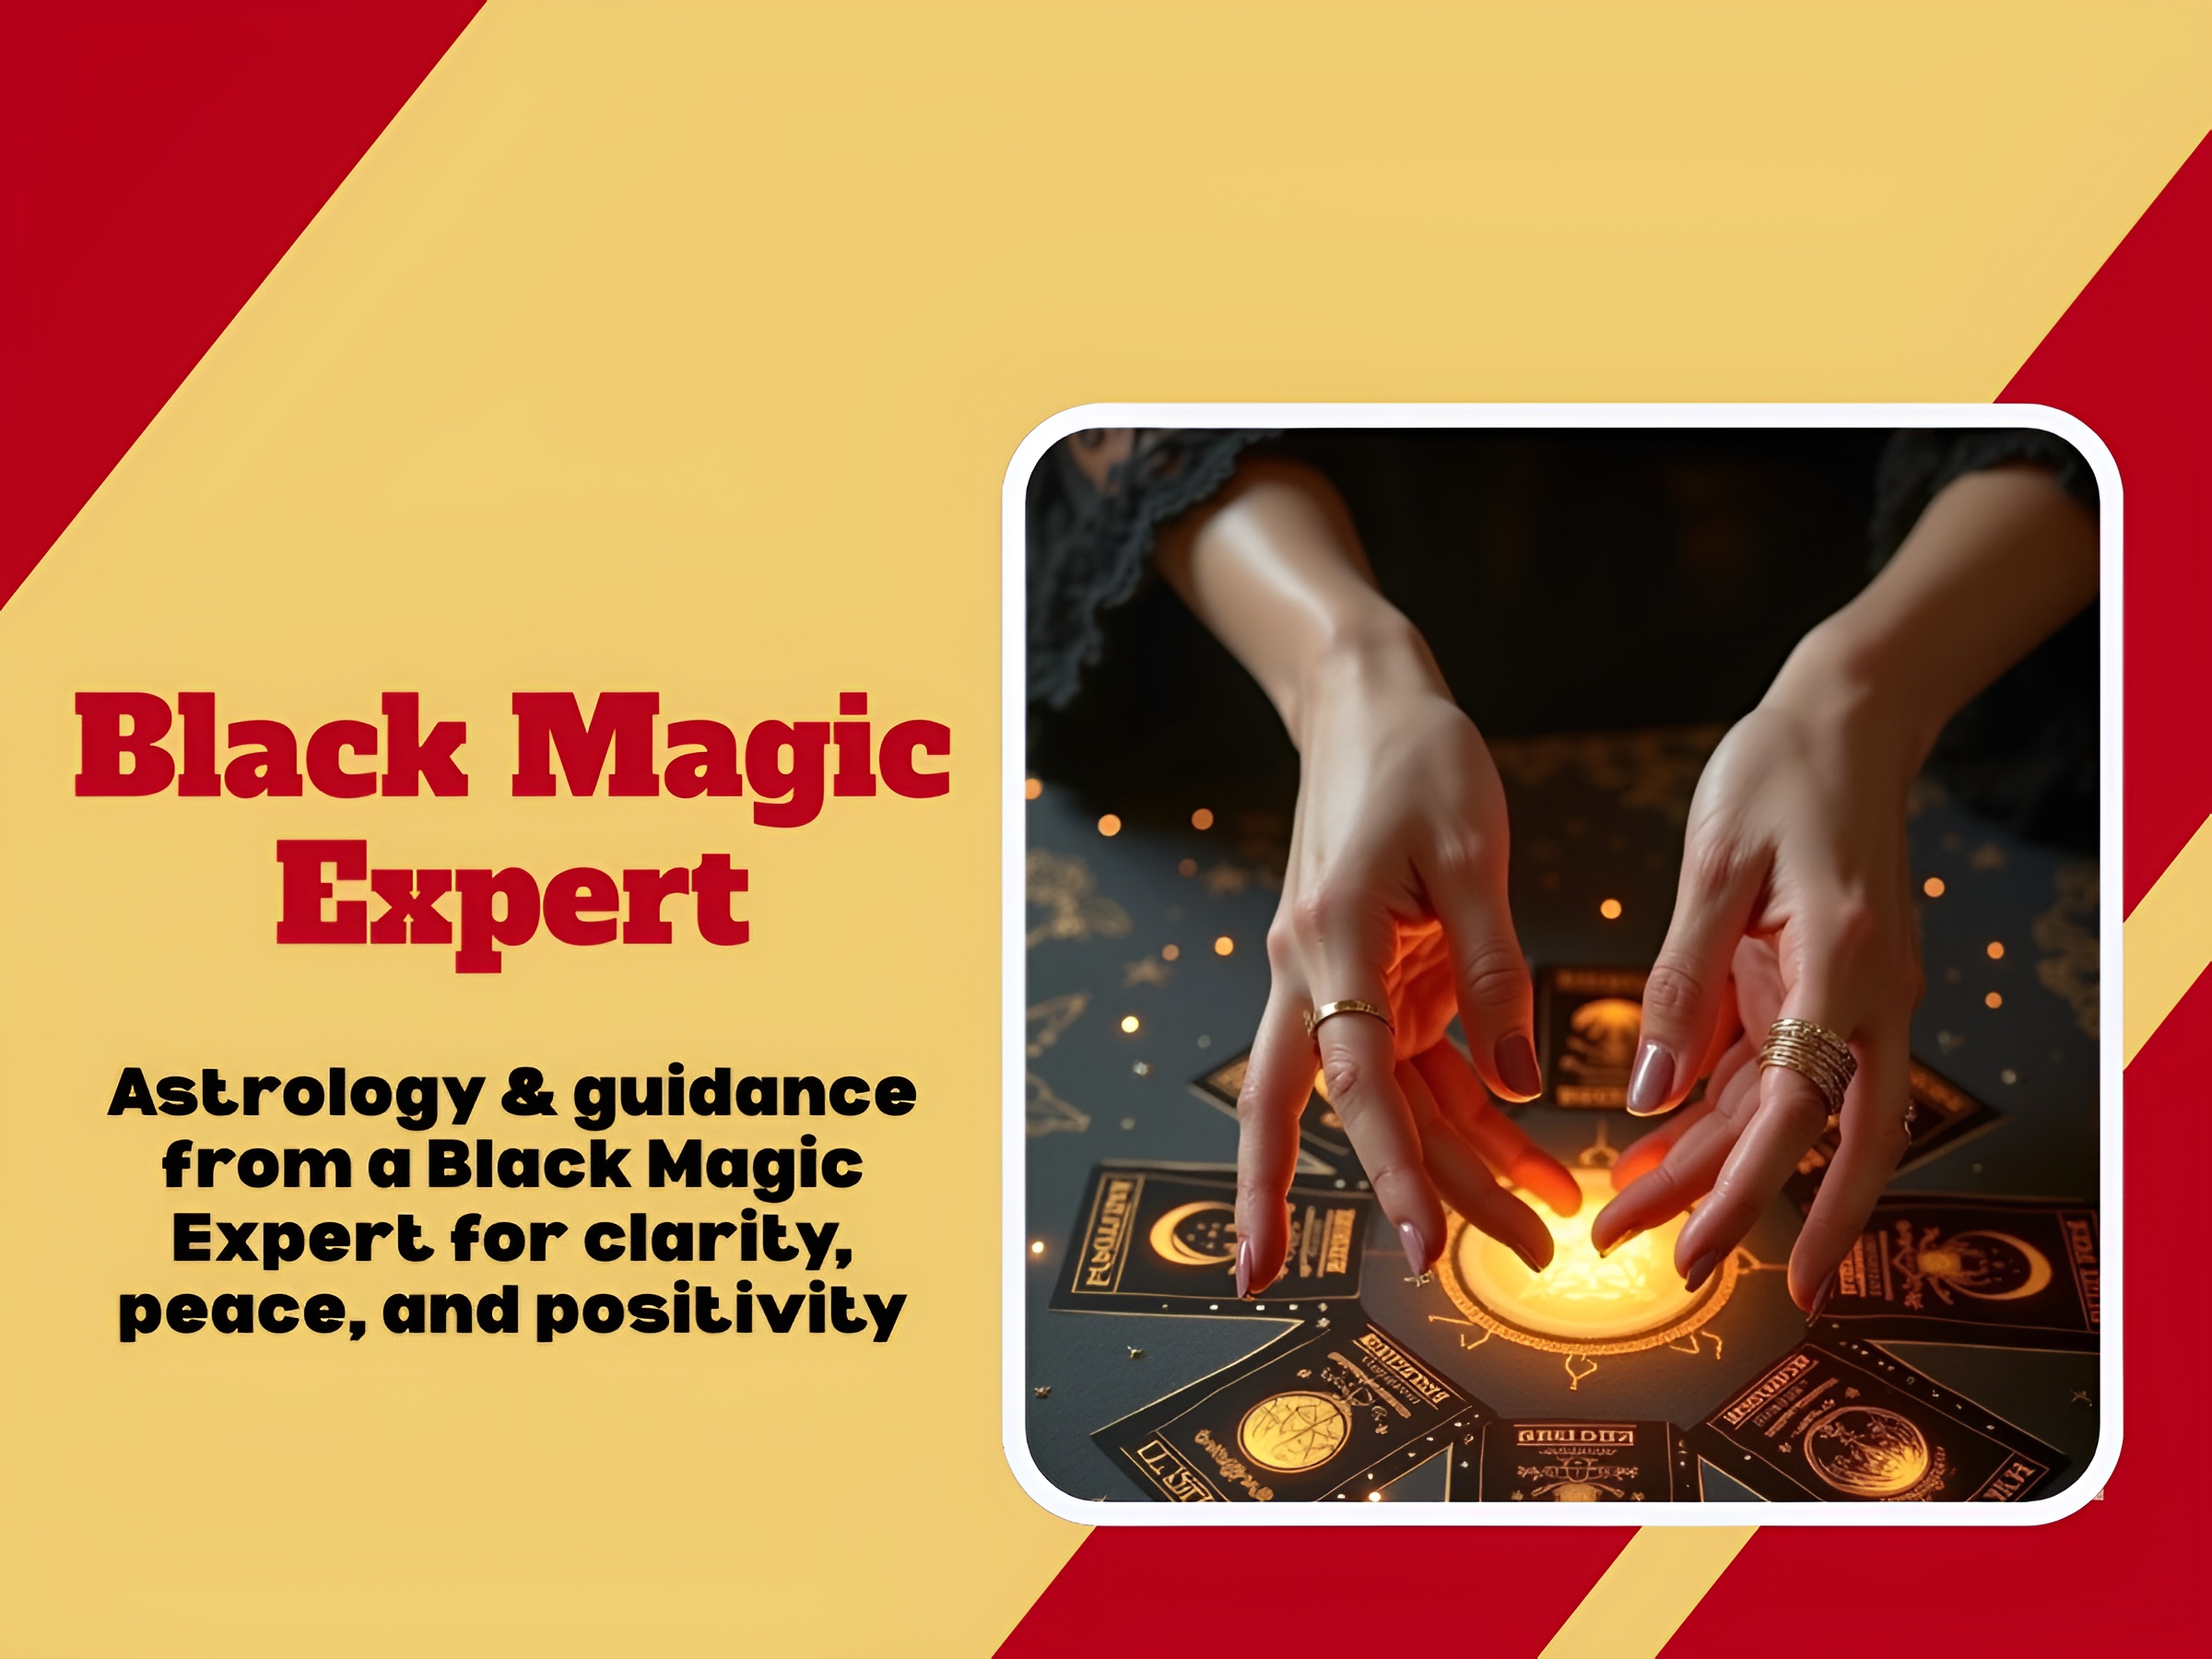 Black Magic
Expert
Astrology & guidance
from a Black Magic
Expert for clarity,
peace, and positivity